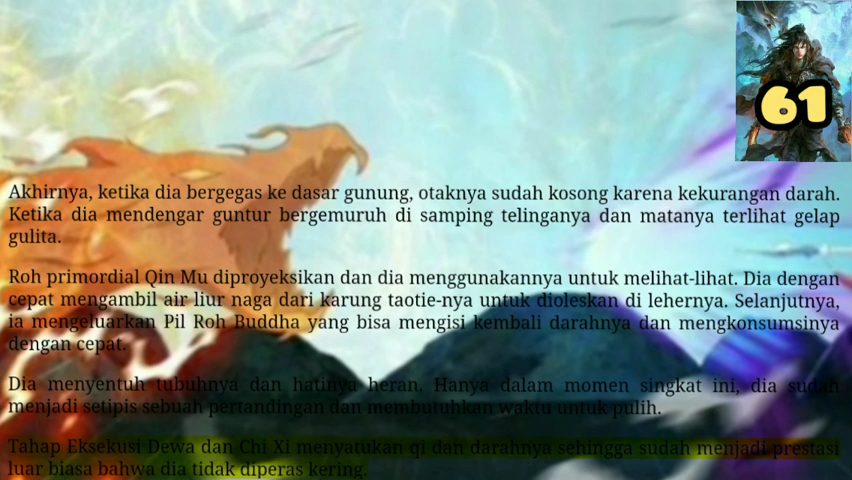 61
Akhirnya, ketika dia bergegas ke dasar gunung, otaknya sudah kosong karena kekurangan darah.
Ketika dia mendengar guntur bergemuruh di samping telinganya dan matanya terlihat gelap
gulita.
Roh primordial Qin Mu diproyeksikan dan dia menggunakannya untuk melihat-lihat. Dia dengan
cepat mengambil air liur naga dari karung taotie-nya untuk dioleskan di lehernya. Selanjutnya,
ia mengeluarkan Pil Roh Buddha yang bisa mengisi kembali darahnya dan mengkonsumsinya
dengan cepat.
Dia menyentuh tubuhnya dan hatinya heran. Hanya dalam momen singkat ini, dia sudah
menjadi setipis sebuah pertandingan dan membutuhkan waktu untuk pulih.
Tahap Eksekusi Dewa dan Chi Xi menyatukan qi dan darahnya sehingga sudah menjadi prestasi
luar biasa bahwa dia tidak diperas kering.